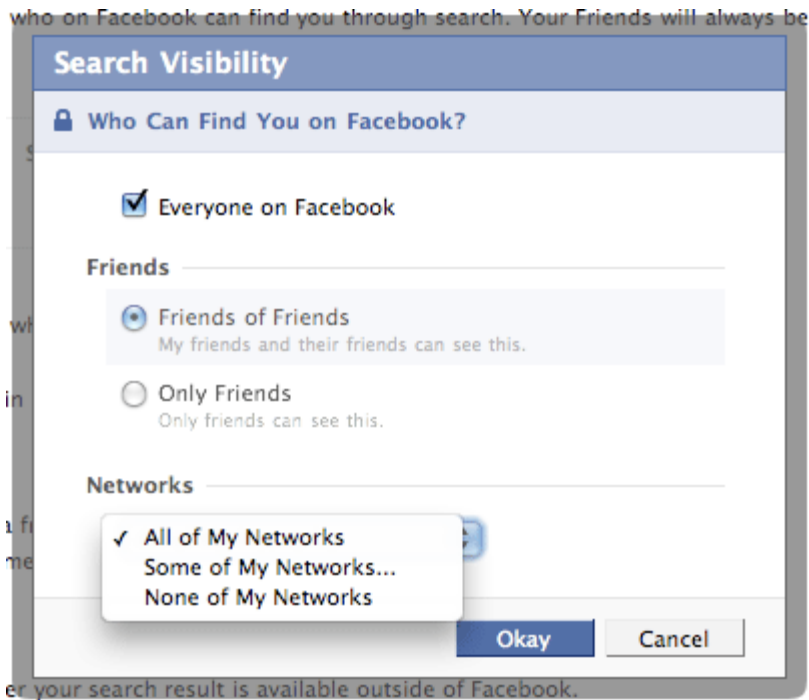 who on Facebook can find you through search. Your Friends will always be
Search Visibility
Who Can Find You on Facebook?
Everyone on Facebook
Friends
Friends of Friends
My friends and their friends can see this.
Only Friends
Only friends can see this.
in
Networks
All of My Networks
Some of My Networks...
None of My Networks
Okay Cancel
your search result is available outside of Facebook.